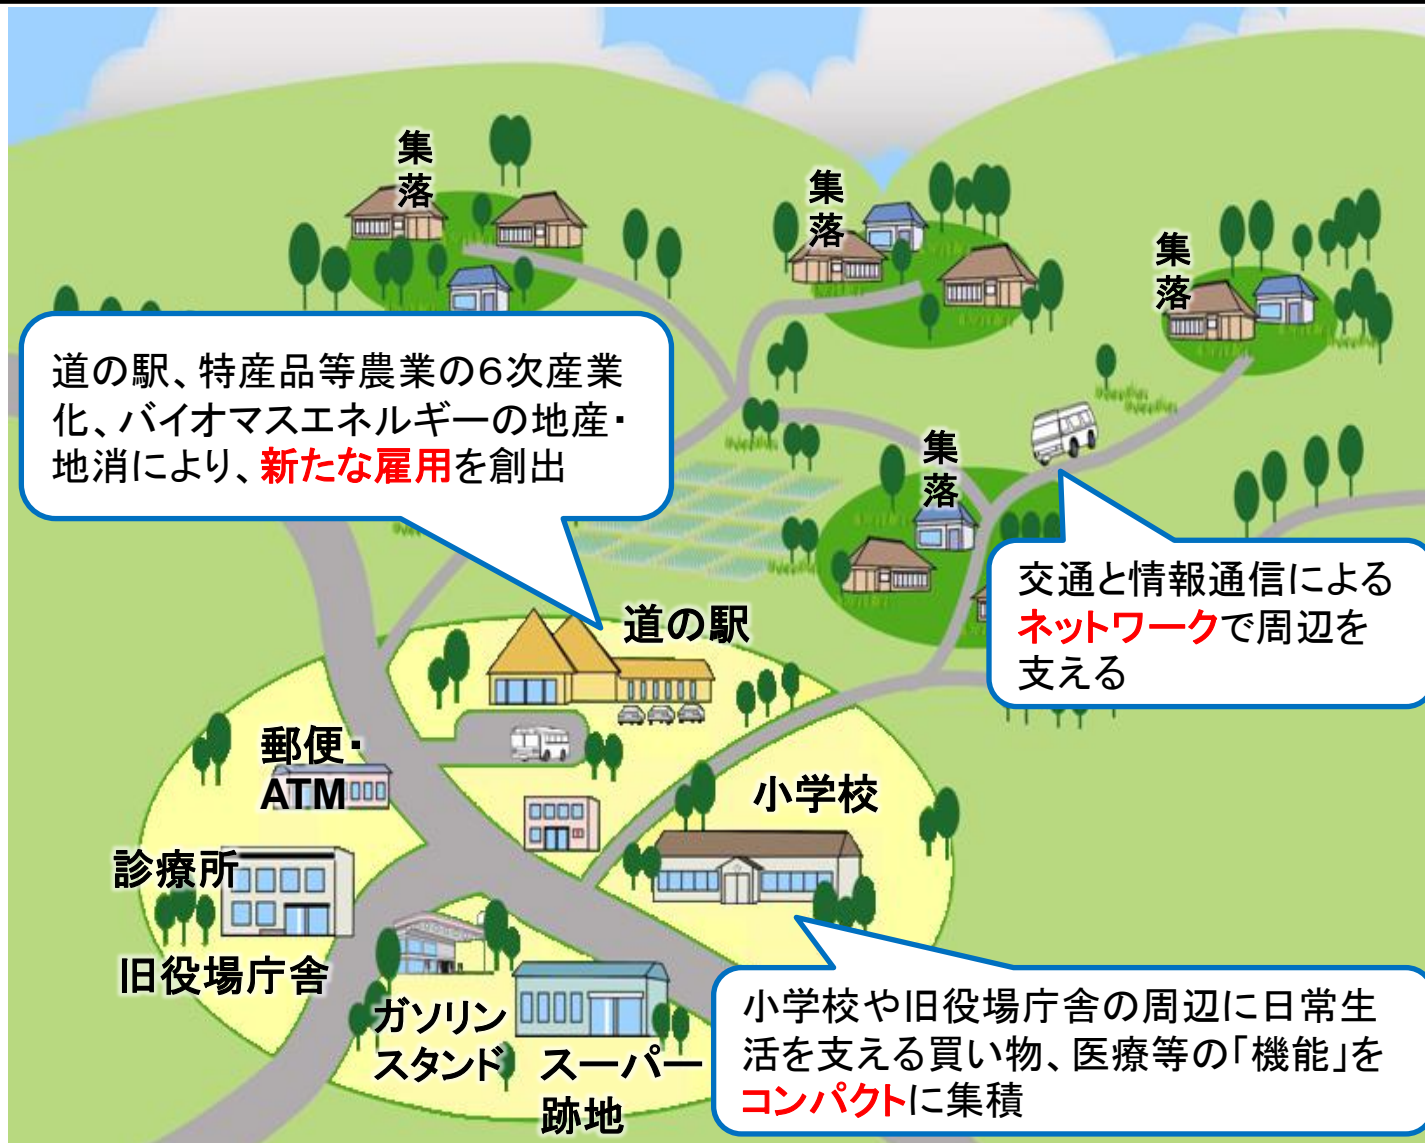 集落
集落
集落
道の駅、特産品等農業の6次産業
化、バイオマスエネルギーの地産・
地消により、新たな雇用を創出
集落
交通と情報通信による
ネットワークで周辺を
支える
道の駅
郵便・
ATM
小学校
診療所
旧役場庁舎
ガソリン
スタンド
スーパー
跡地
小学校や旧役場庁舎の周辺に日常生
活を支える買い物、医療等の「機能」を
コンパクトに集積